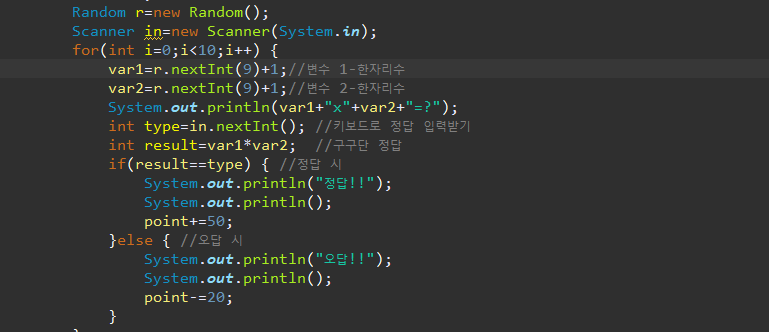 Random r=new Random();
Scanner in=new Scanner(System.in);
for(int i=0;i<10;i++) {
var1=r.nextInt(9)+1;//변수 1-한자리수
var2=r.nextInt(9)+1;//변수 2-한자리수
System.out.println(var1+"x"+var2+"=?");
int type=in.nextInt(); //키보드로 정답 입력받기
int result=var1*var2;  //구구단 정답
if(result==type) { //정답 시
System.out.println("정답!!");
System.out.println();
point+=50;
}else { //오답 시
System.out.println("오답!!");
System.out.println();
point-=20;
}
}